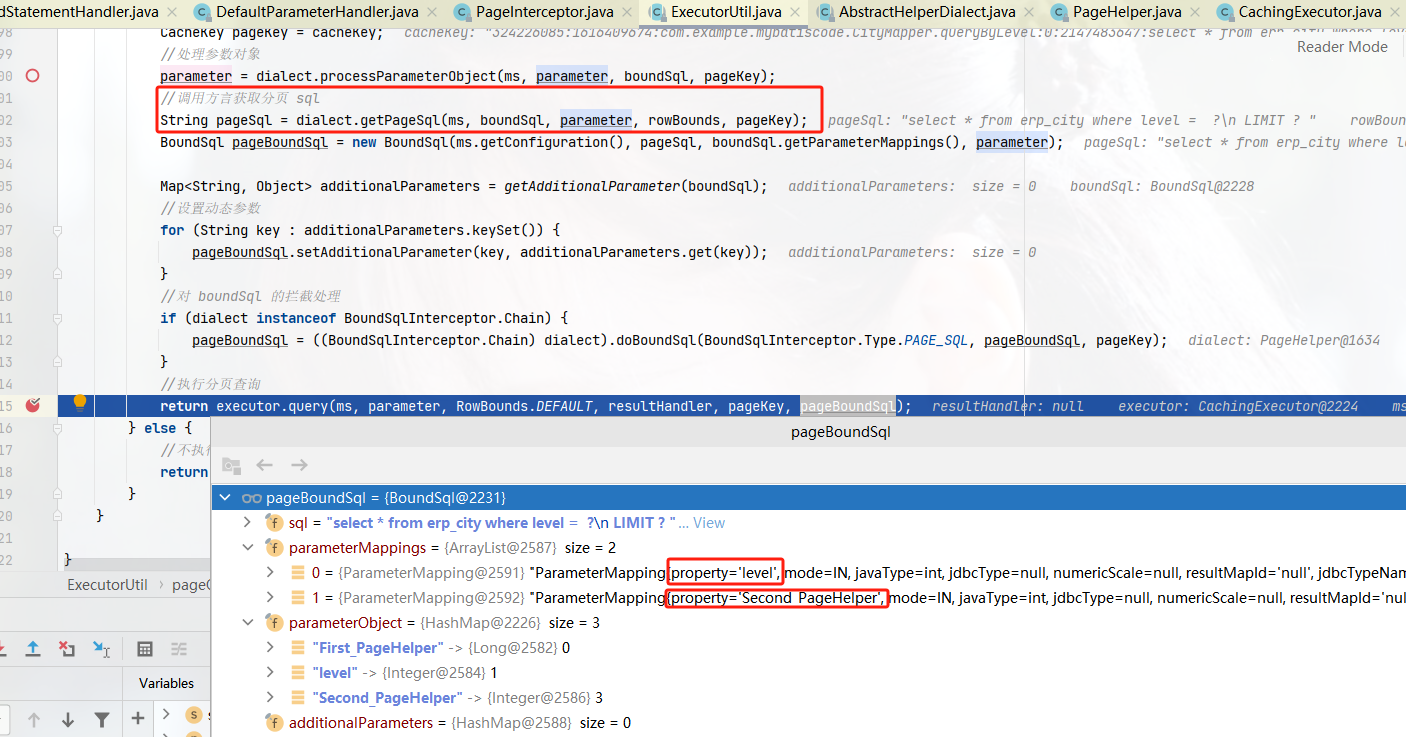 dStatementHandler.java × DefaultParameterHandler.java × PageInterceptor.java × ExecutorUtil.java × AbstractHelperDialect.java × PageHelper.java × CachingExecutor.java ×
98 CacheKey pageKey = cacheKey; cacheKey: "324226085:1616409674:com.example.mybatiscode.CityMapper.queryByLevel:0:2147483647:select * from erp_city where level
Reader Mode
99 //处理参数对象
00 parameter = dialect.processParameterObject(ms, parameter, boundSql, pageKey);
01 //调用方言获取分页 sql
02 String pageSql = dialect.getPageSql(ms, boundSql, parameter, rowBounds, pageKey); pageSql: "select * from erp_city where level =  ?\n LIMIT ? " rowBoun
03 BoundSql pageBoundSql = new BoundSql(ms.getConfiguration(), pageSql, boundSql.getParameterMappings(), parameter); pageSql: "select * from erp_city where le
04
05 Map<String, Object> additionalParameters = getAdditionalParameter(boundSql); additionalParameters:  size = 0 boundSql: BoundSql@2228
06 //设置动态参数
07 for (String key : additionalParameters.keySet()) {
08 pageBoundSql.setAdditionalParameter(key, additionalParameters.get(key)); additionalParameters:  size = 0
09 }
10 //对 boundSql 的拦截处理
11 if (dialect instanceof BoundSqlInterceptor.Chain) {
12 pageBoundSql = ((BoundSqlInterceptor.Chain) dialect).doBoundSql(BoundSqlInterceptor.Type.PAGE_SQL, pageBoundSql, pageKey); dialect: PageHelper@1634
13 }
14 //执行分页查询
15 return executor.query(ms, parameter, RowBounds.DEFAULT, resultHandler, pageKey, pageBoundSql); resultHandler: null executor: CachingExecutor@2224 ms
16 } else {
pageBoundSql
17 //不执行
18 return
19 }
20 }
21
22 }
pageBoundSql = {BoundSql@2231}
sql = "select * from erp_city where level =  ?\n LIMIT ? "... View
parameterMappings = {ArrayList@2587}  size = 2
0 = {ParameterMapping@2591} "ParameterMapping{property='level', mode=IN, javaType=int, jdbcType=null, numericScale=null, resultMapId='null', jdbcTypeNam
1 = {ParameterMapping@2592} "ParameterMapping{property='Second_PageHelper', mode=IN, javaType=int, jdbcType=null, numericScale=null, resultMapId='nul
parameterObject = {HashMap@2226}  size = 3
"First_PageHelper" -> {Long@2582} 0
"level" -> {Integer@2584} 1
"Second_PageHelper" -> {Integer@2586} 3
additionalParameters = {HashMap@2588}  size = 0
ExecutorUtil › pageQ
Variables